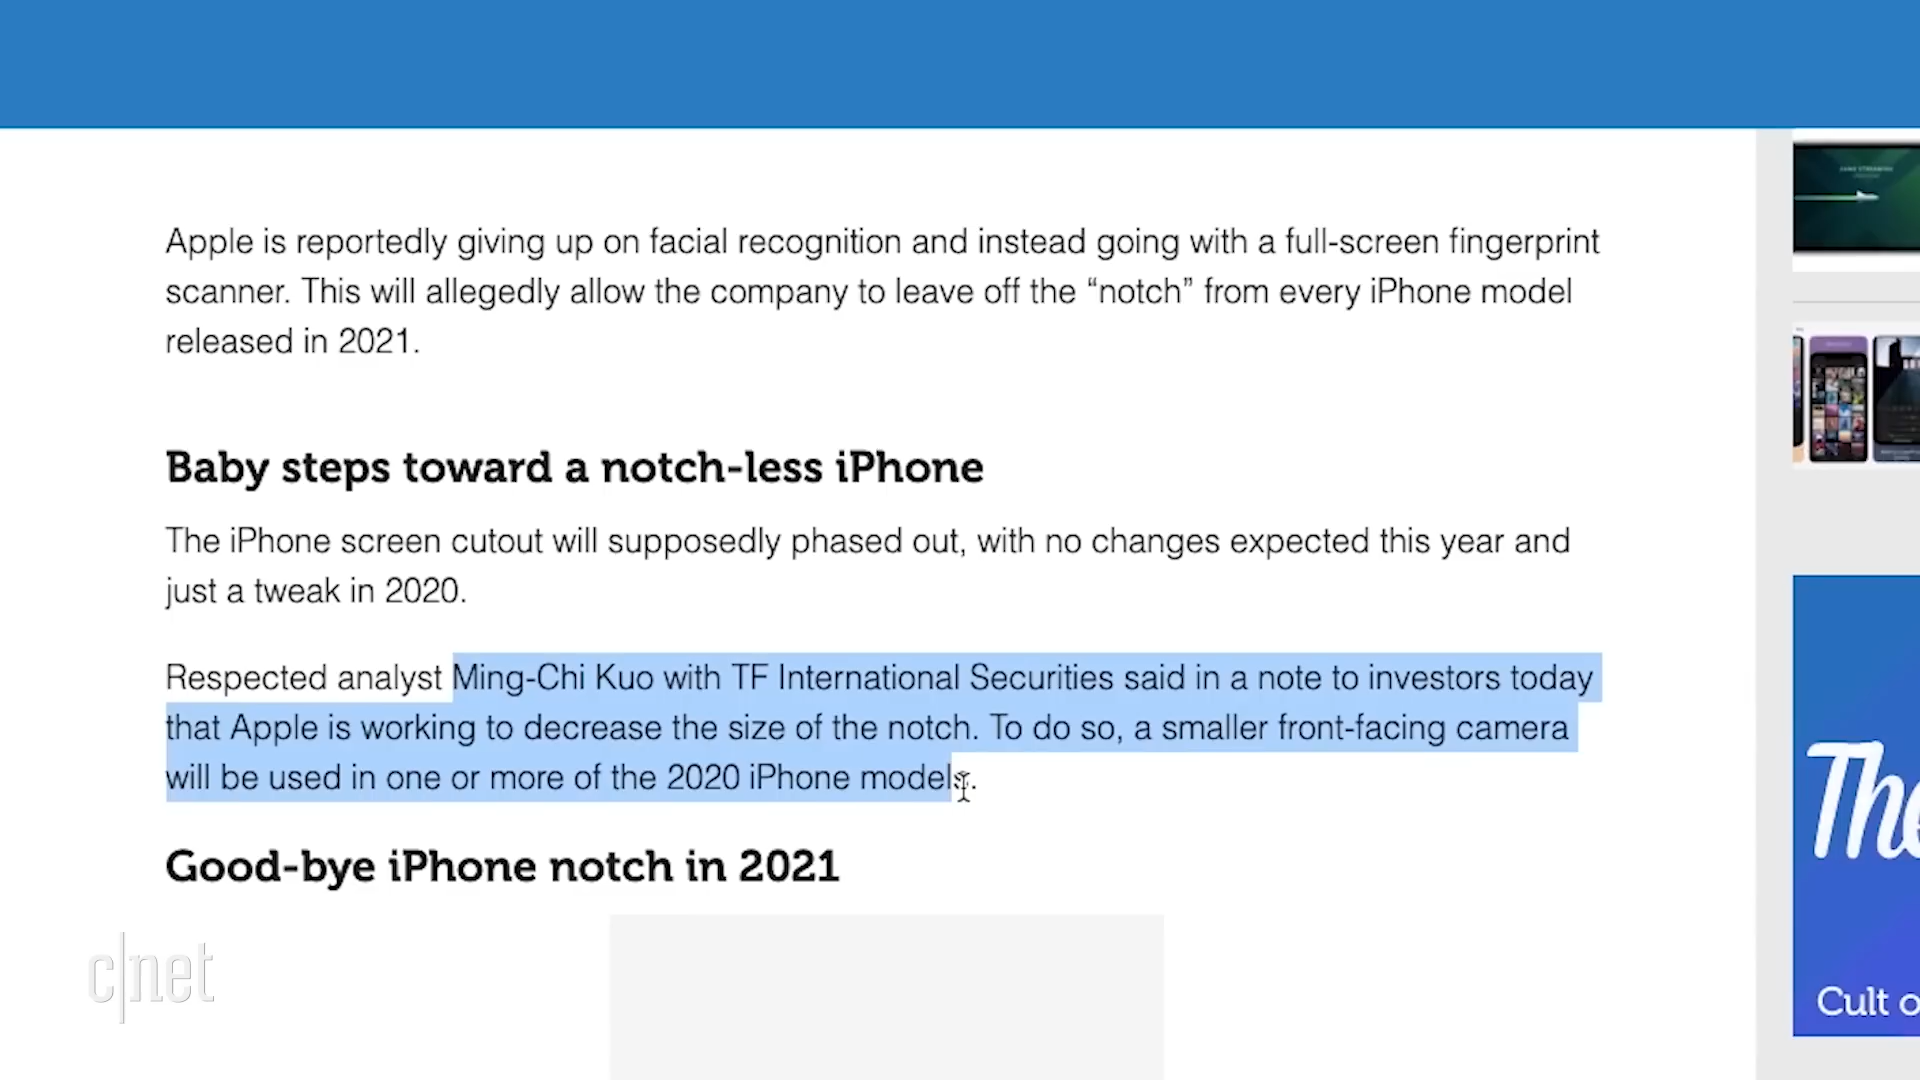 Apple is reportedly giving up on facial recognition and instead going with a full-screen fingerprint
scanner. This will allegedly allow the company to leave off the “notch” from every iPhone model
released in 2021.
Baby steps toward a notch-less iPhone
The iPhone screen cutout will supposedly phased out, with no changes expected this year and
just a tweak in 2020.
Respected analyst Ming-Chi Kuo with TF International Securities said in a note to investors today
that Apple is working to decrease the size of the notch. To do so, a smaller front-facing camera
will be used in one or more of the 2020 iPhone models.
Good-bye iPhone notch in 2021
The
Cult o
c|net